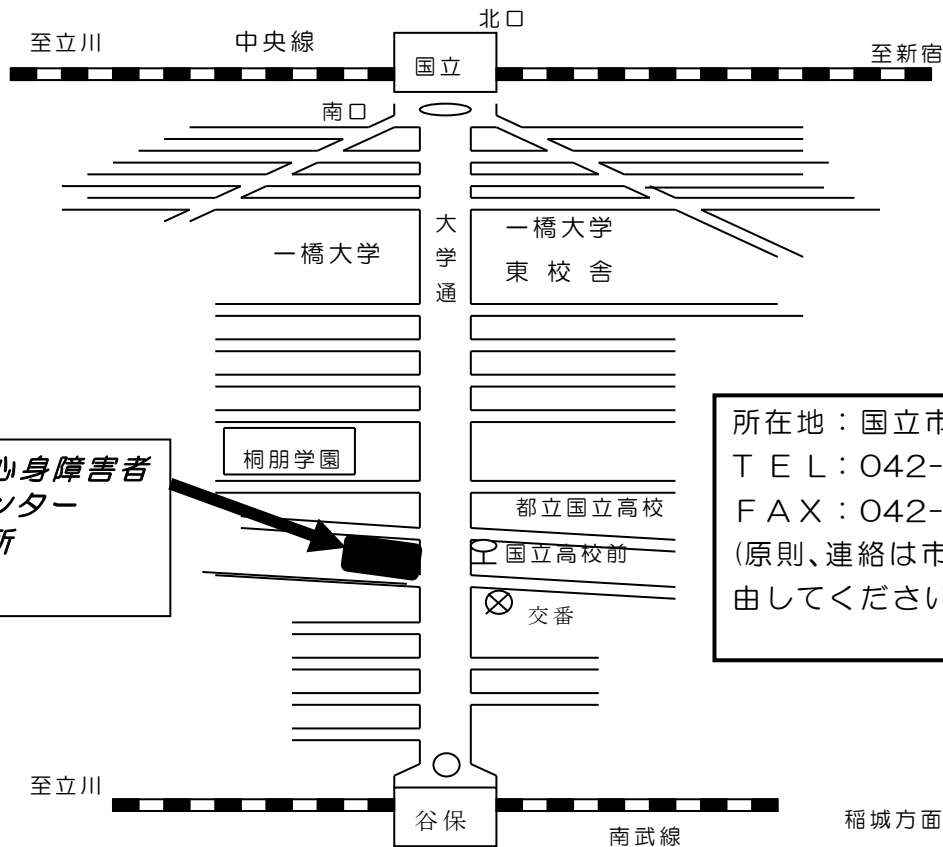 北口
至立川
中央線
国立
至新宿
南口
大学通
一橋大学
一橋大学
東校舎
桐朋学園
心身障害者
ンター
所
都立国立高校
国立高校前
交番
所在地：国立市
ＴＥＬ：042-
ＦＡＸ：042-
(原則、連絡は市
由してください
至立川
谷保
南武線
稲城方面